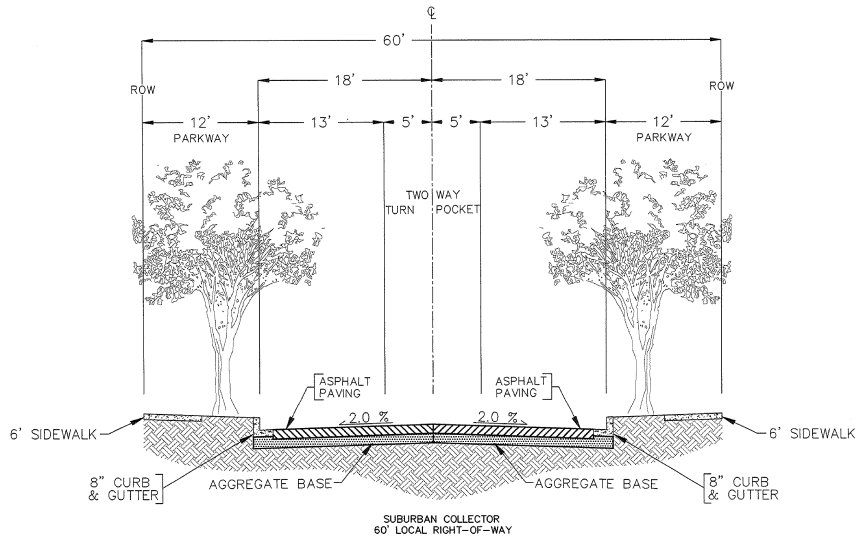 ℄
60'
18' 18'
ROW ROW
12' 13' 5' 5' 13' 12'
PARKWAY PARKWAY
TWO WAY
TURN POCKET
ASPHALT
PAVING
ASPHALT
PAVING
2.0 % 2.0 %
6' SIDEWALK
6' SIDEWALK
8" CURB
& GUTTER
AGGREGATE BASE
AGGREGATE BASE
8" CURB
& GUTTER
SUBURBAN COLLECTOR
60' LOCAL RIGHT-OF-WAY